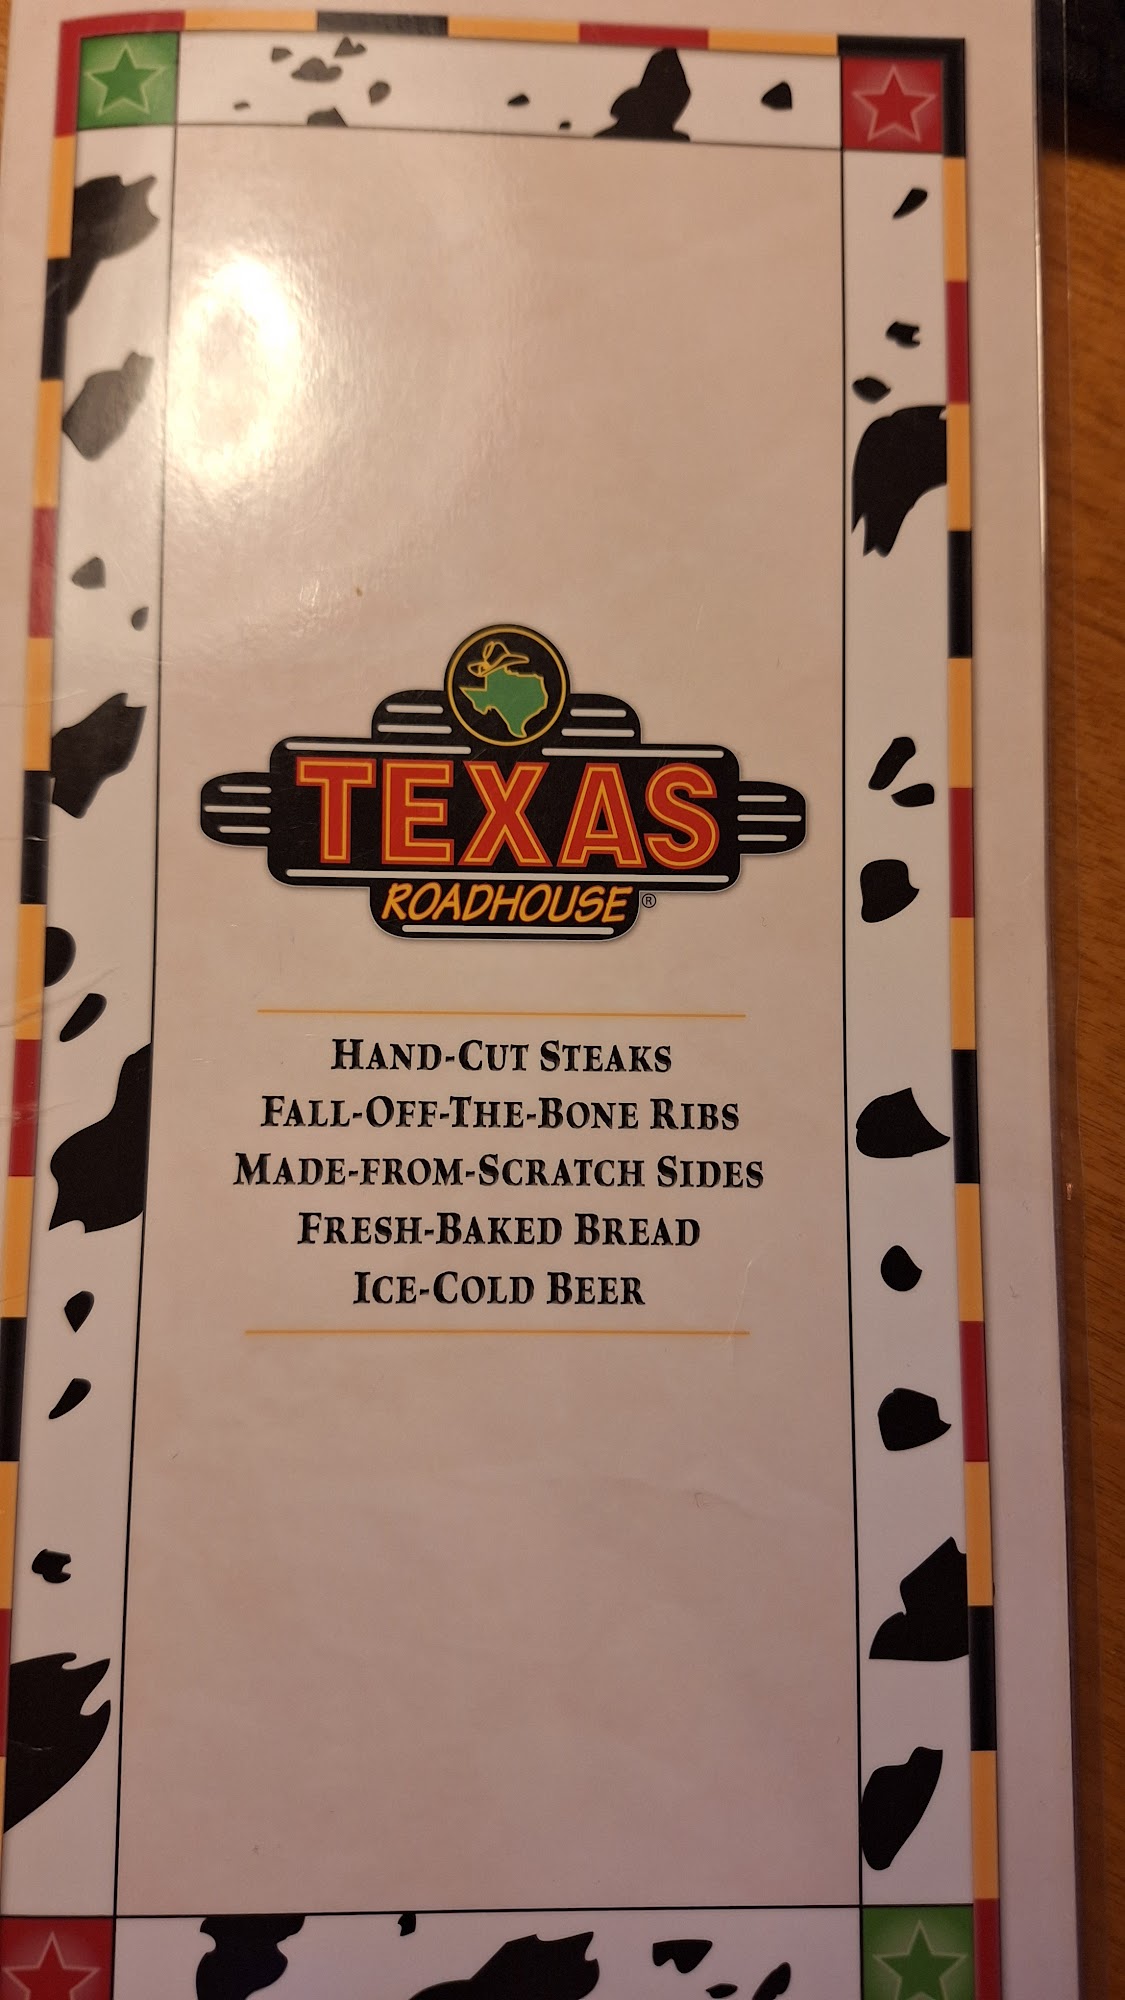 TEXAS
ROADHOUSE®
HAND-CUT STEAKS
FALL-OFF-THE-BONE RIBS
MADE-FROM-SCRATCH SIDES
FRESH-BAKED BREAD
ICE-COLD BEER